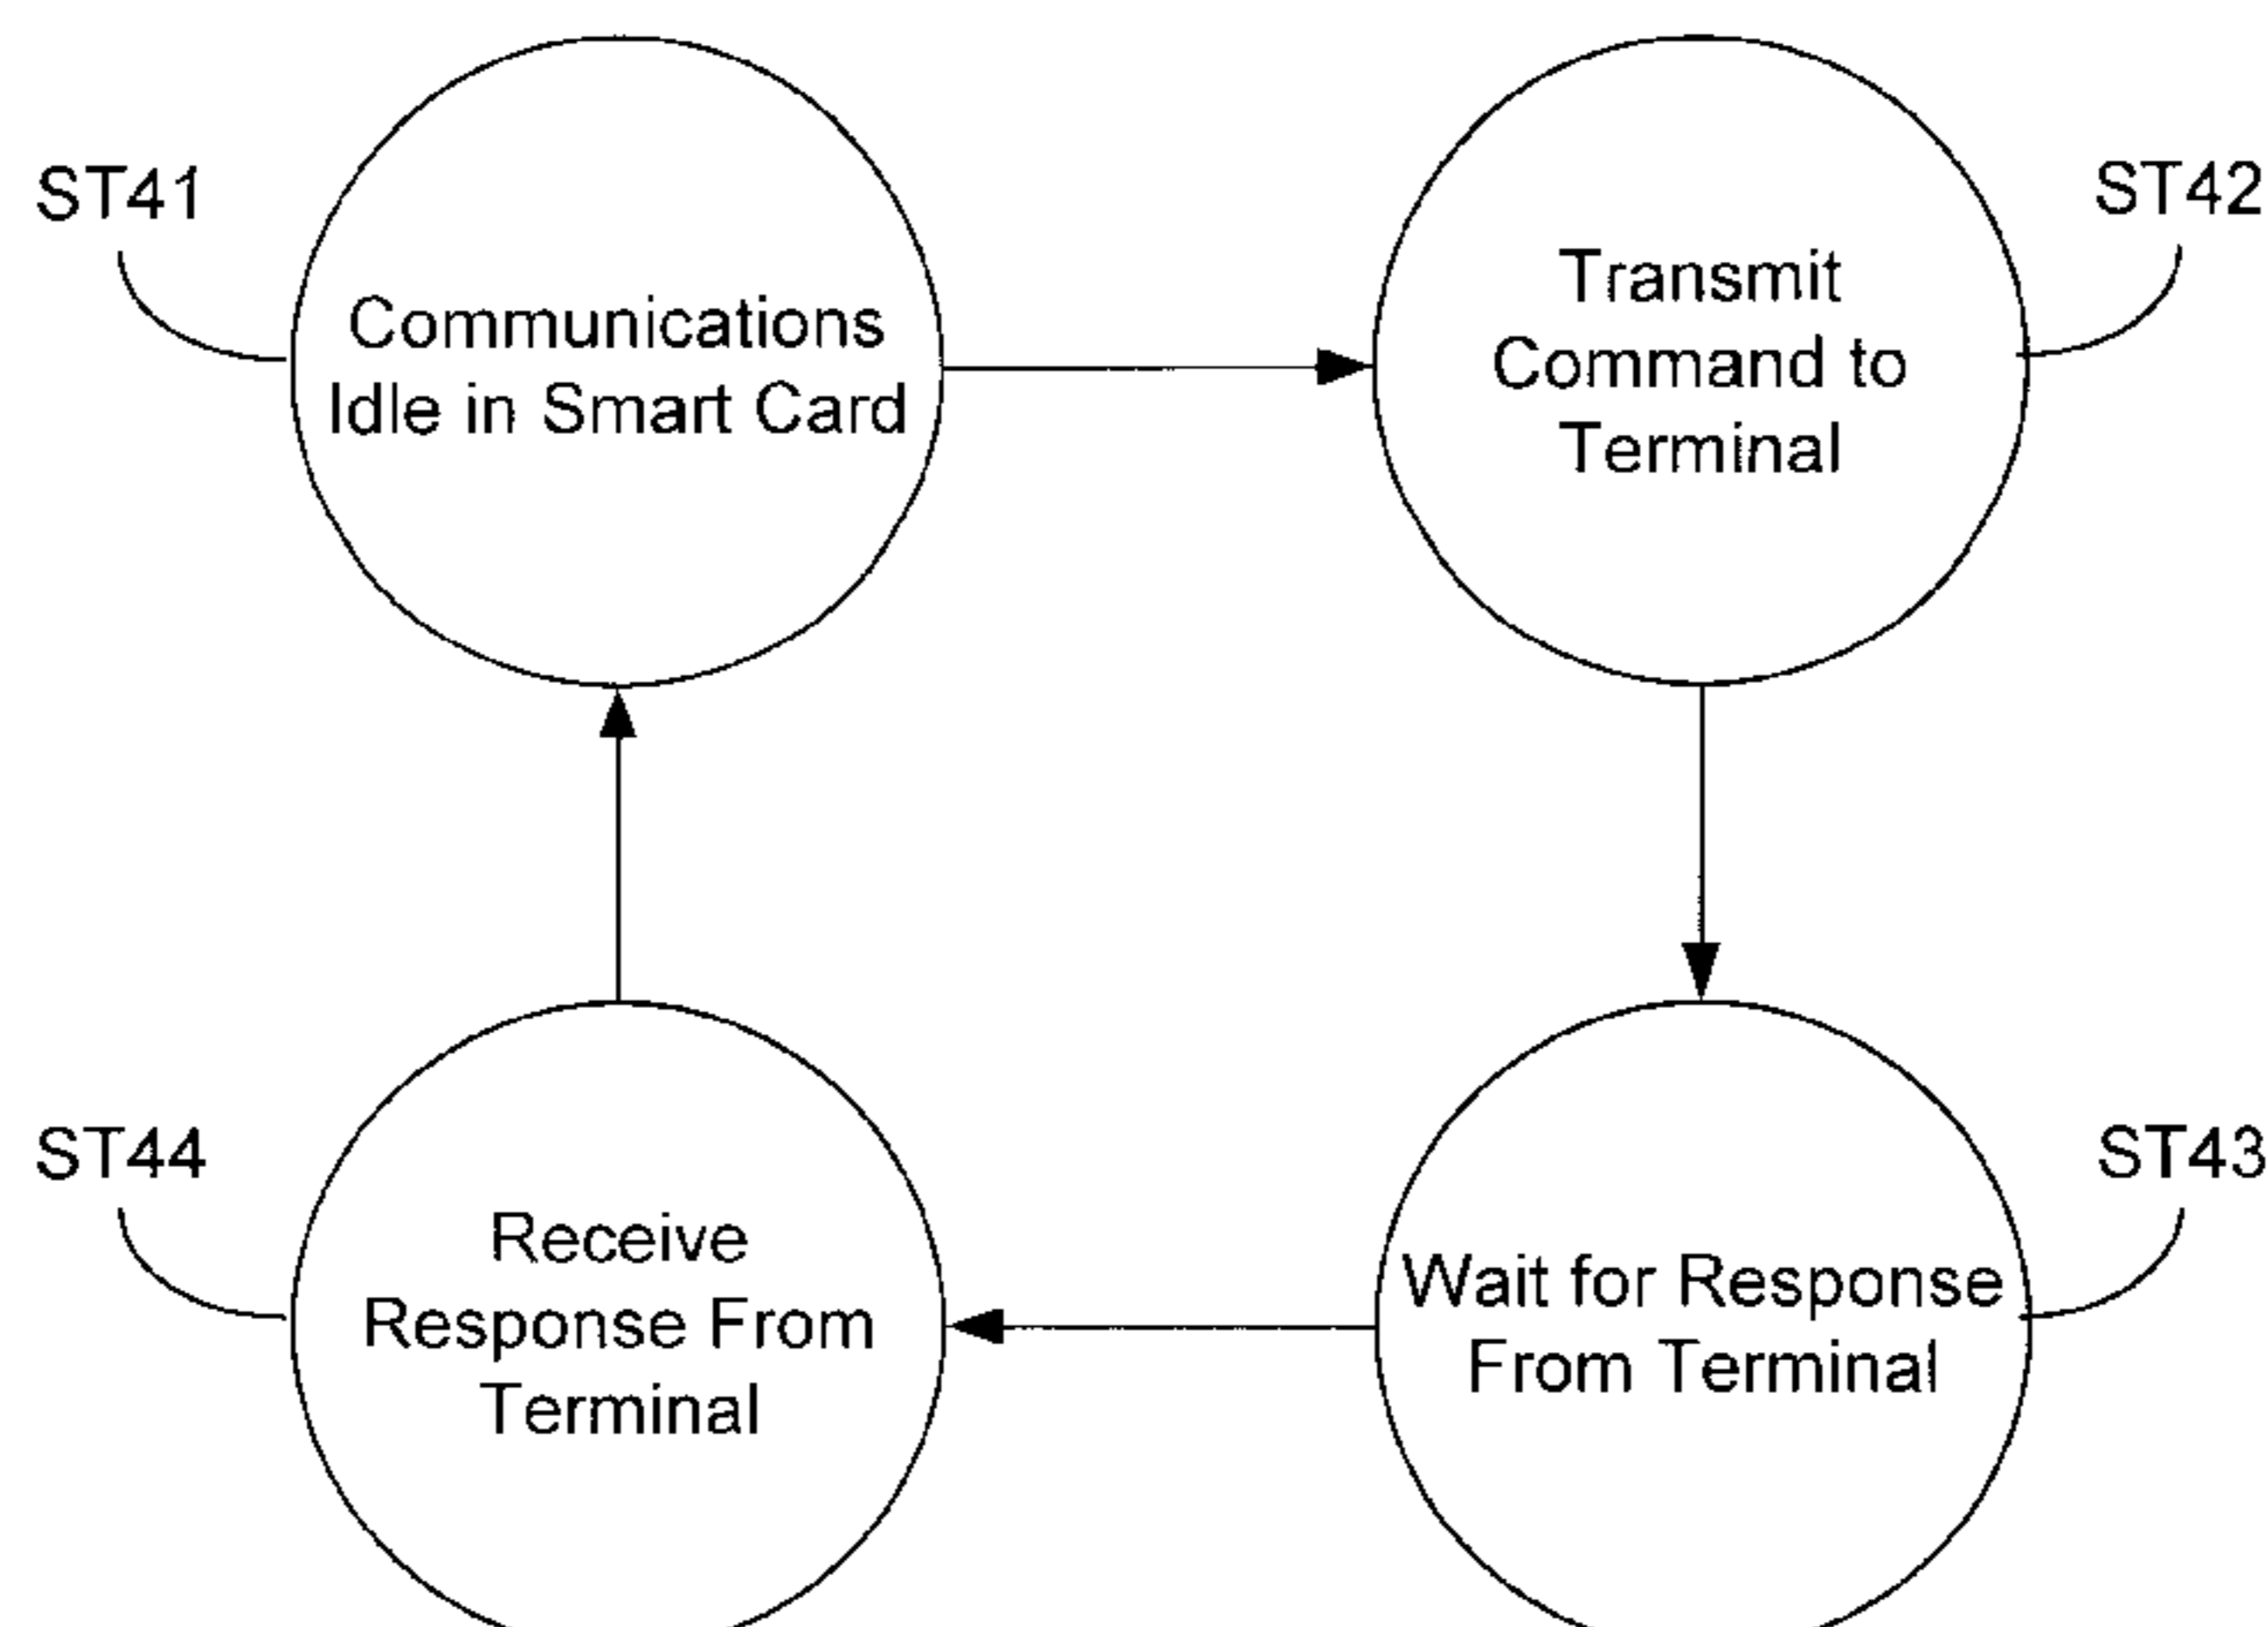 ST41
Communications
Idle in Smart Card
ST42
Transmit
Command to
Terminal
ST44
Receive
Response From
Terminal
ST43
Wait for Response
From Terminal